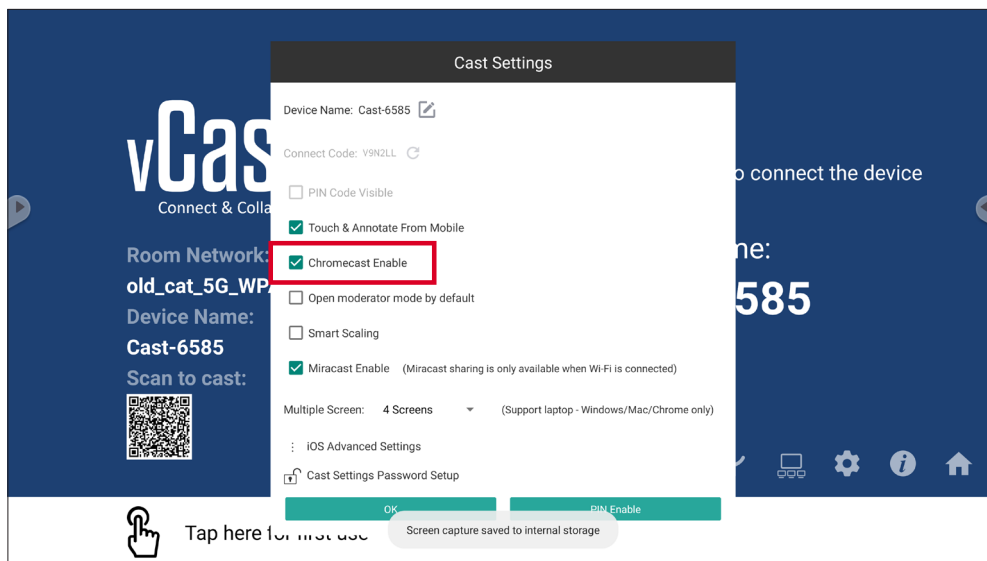 Cast Settings
Device Name: Cast-6585
Connect Code: V9N2LL
PIN Code Visible
Touch & Annotate From Mobile
Chromecast Enable
Open moderator mode by default
Smart Scaling
Miracast Enable (Miracast sharing is only available when Wi-Fi is connected)
Multiple Screen: 4 Screens (Support laptop - Windows/Mac/Chrome only)
iOS Advanced Settings
Cast Settings Password Setup
OK PIN Enable
Screen capture saved to internal storage
vCas
Connect & Colla
Room Network:
old_cat_5G_WP
Device Name:
Cast-6585
Scan to cast:
o connect the device
me:
585
Tap here for first use